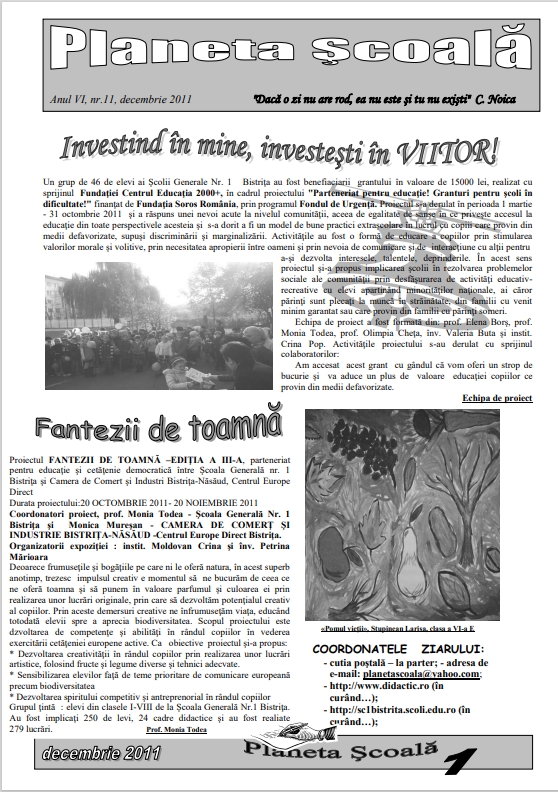 Planeta Şcoală
Anul VI, nr.11, decembrie 2011
"Dacă o zi nu are rod, ea nu este şi tu nu exişti" C. Noica
Investind în mine, investeşti în VIITOR!
Un grup de 46 de elevi ai Şcolii Generale Nr. 1 Bistriţa au fost beneficiarii grantului în valoare de 15000 lei, realizat cu
sprijinul Fundaţiei Centrul Educaţia 2000+, în cadrul proiectului "Parteneriat pentru educaţie! Granturi pentru şcoli în
dificultate!" finanţat de Fundaţia Soros România, prin programul Fondul de Urgenţă. Proiectul s-a derulat în perioada 1 martie
- 31 octombrie 2011 şi a răspuns unei nevoi acute la nivelul comunităţii, aceea de egalitate de şanse în ce priveşte accesul la
educaţie din toate perspectivele acesteia şi s-a dorit a fi un model de bune practici extraşcolare în lucrul cu copiii care provin din
medii defavorizate, supuşi discriminării şi marginalizării. Activităţile au fost o formă de educare a copiilor prin stimularea
valorilor morale şi volitive, prin necesitatea apropierii între oameni şi prin nevoia de comunicare şi de interacţiune cu alţii pentru
a-şi dezvolta interesele, talentele, deprinderile. În acest sens
proiectul şi-a propus implicarea şcolii în rezolvarea problemelor
sociale ale comunităţii prin desfăşurarea de activităţi educativ-
recreative cu elevi aparţinând minorităţilor naţionale, ai căror
părinţi sunt plecaţi la muncă în străinătate, din familii cu venit
minim garantat sau care provin din familii cu părinţi someri.
Echipa de proiect a fost formată din: prof. Elena Borş, prof.
Monia Todea, prof. Olimpia Cheţa, înv. Valeria Buta şi instit.
Crina Pop. Activităţile proiectului s-au derulat cu sprijinul
colaboratorilor:
Am accesat acest grant cu gândul că vom oferi un strop de
bucurie şi va aduce un plus de valoare educaţiei copiilor ce
provin din medii defavorizate.
Echipa de proiect
Fantezii de toamnă
Proiectul FANTEZII DE TOAMNĂ –EDIŢIA A III-A, parteneriat
pentru educaţie şi cetăţenie democratică între Şcoala Generală nr. 1
Bistriţa şi Camera de Comert şi Industri Bistriţa-Năsăud, Centrul Europe
Direct
Durata proiectului:20 OCTOMBRIE 2011- 20 NOIEMBRIE 2011
Coordonatori proiect, prof. Monia Todea - Şcoala Generală Nr. 1
Bistriţa şi Monica Mureşan - CAMERA DE COMERŢ ŞI
INDUSTRIE BISTRIŢA-NĂSĂUD -Centrul Europe Direct Bistriţa.
Organizatorii expoziţiei : instit. Moldovan Crina şi înv. Petrina
Mărioara
Deoarece frumuseţile şi bogăţiile pe care ni le oferă natura, în acest superb
anotimp, trezesc impulsul creativ e momentul să ne bucurăm de ceea ce
ne oferă toamna şi să punem în valoare parfumul şi culoarea ei prin
realizarea unor lucrări originale, prin care să dezvoltăm potenţialul creativ
al copiilor. Prin aceste demersuri creative ne înfrumuseţăm viaţa, educând
totodată elevii spre a aprecia biodiversitatea. Scopul proiectului este
dzvoltarea de competenţe şi abilităţi în rândul copiilor în vederea
exercitării cetăţeniei europene active. Ca obiective proiectul şi-a propus:
* Dezvoltarea creativităţii în rândul copiilor prin realizarea unor lucrări
artistice, folosind fructe şi legume diverse şi tehnici adecvate.
* Sensibilizarea elevilor faţă de teme prioritare de comunicare europeană
precum biodiversitatea
* Dezvoltarea spiritului competitiv şi antreprenorial în rândul copiilor
Grupul ţintă : elevi din clasele I-VIII de la Şcoala Generală Nr.1 Bistriţa.
Au fost implicaţi 250 de levi, 24 cadre didactice şi au fost realiate
279 lucrări.
Prof. Monia Todea
«Pomul vieţii», Stupinean Larisa, clasa a VI-a E
COORDONATELE ZIARULUI:
- cutia poştală – la parter; - adresa de
e-mail: planetascoala@yahoo.com;
- http://www.didactic.ro (în
curând…);
- http://sc1bistrita.scoli.edu.ro (în
curând…);
decembrie 2011
Planeta Şcoală
1